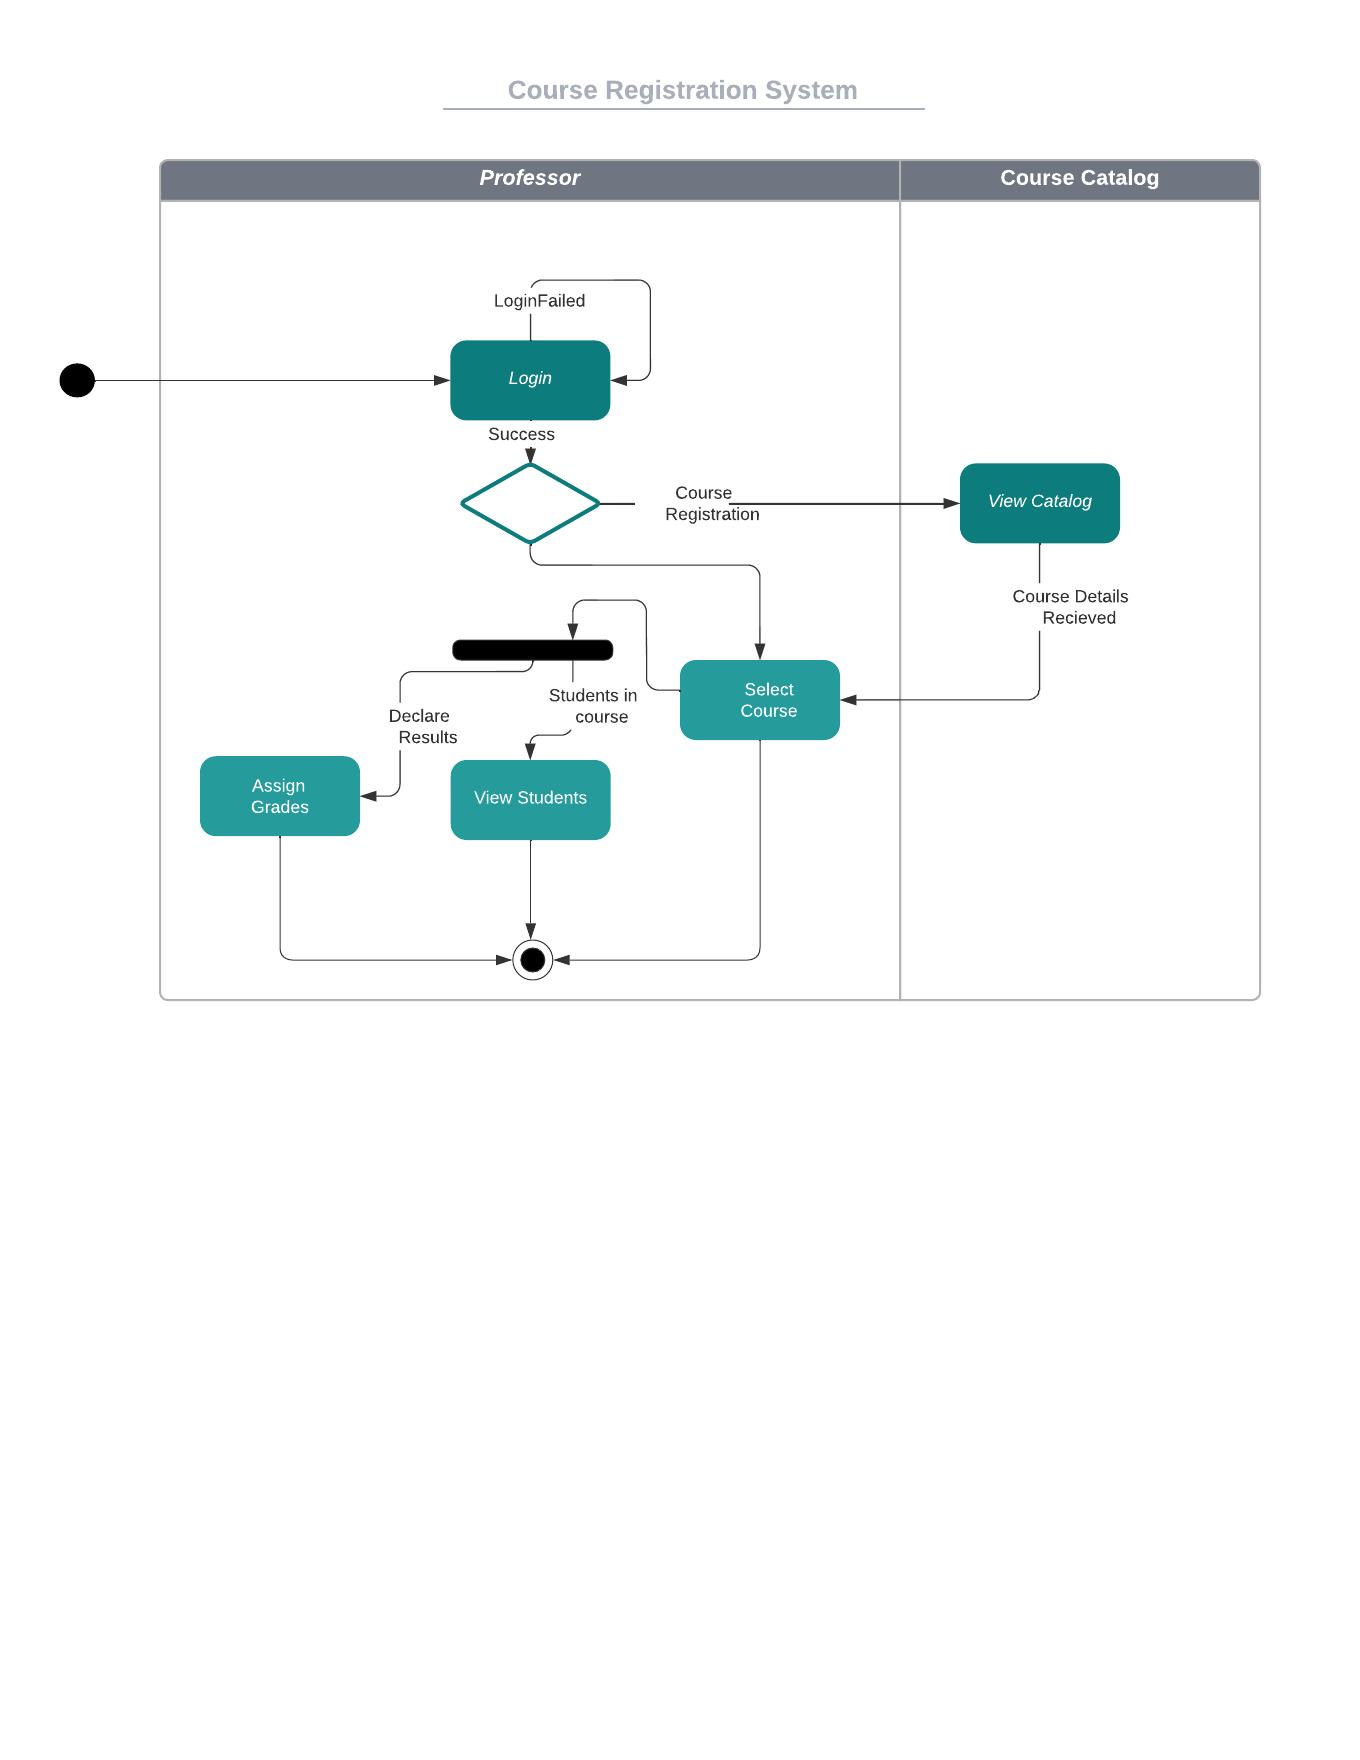 Course Registration System
Professor
Course Catalog
LoginFailed
Login
Success
Course
Registration
View Catalog
Course Details
Recieved
Select
Course
Students in
course
Declare
Results
Assign
Grades
View Students